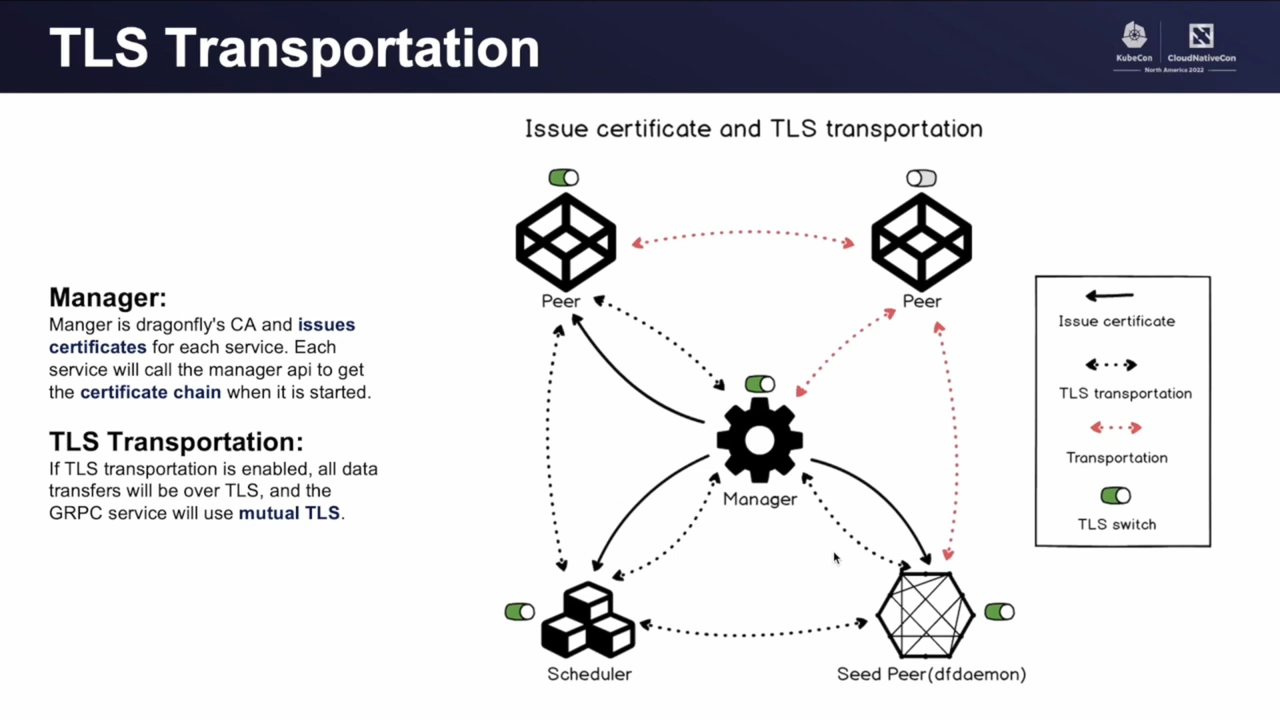 TLS Transportation
KubeCon
CloudNativeCon
North America 2022
Issue certificate and TLS transportation
Manager:
Manger is dragonfly's CA and issues
certificates for each service. Each
service will call the manager api to get
the certificate chain when it is started.
TLS Transportation:
If TLS transportation is enabled, all data
transfers will be over TLS, and the
GRPC service will use mutual TLS.
Peer
Peer
Manager
Scheduler
Seed Peer(dfdaemon)
Issue certificate
TLS transportation
Transportation
TLS switch